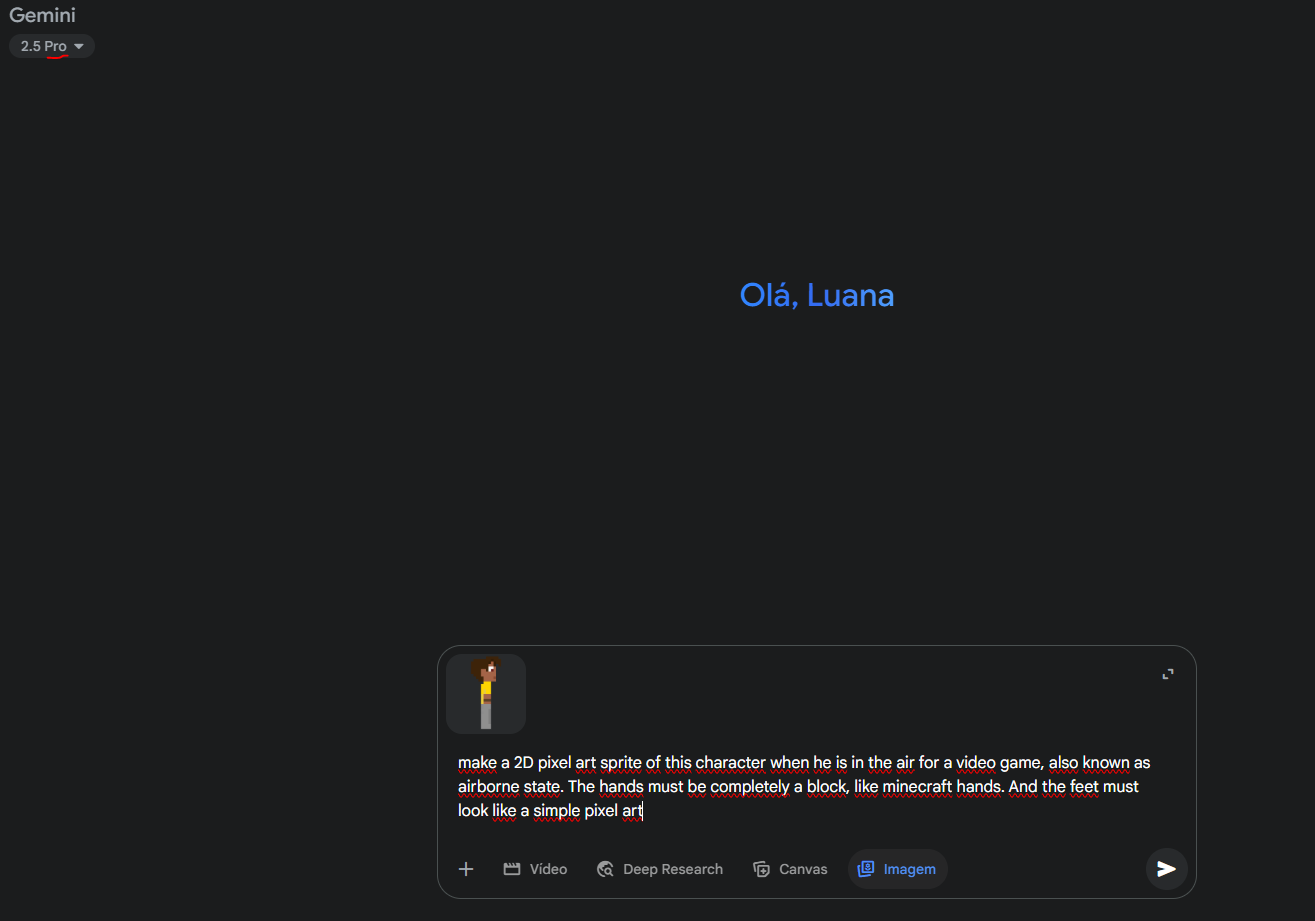 Gemini
2.5 Pro
Olá, Luana
make a 2D pixel art sprite of this character when he is in the air for a video game, also known as
airborne state. The hands must be completely a block, like minecraft hands. And the feet must
look like a simple pixel art
Vídeo Deep Research Canvas Imagem